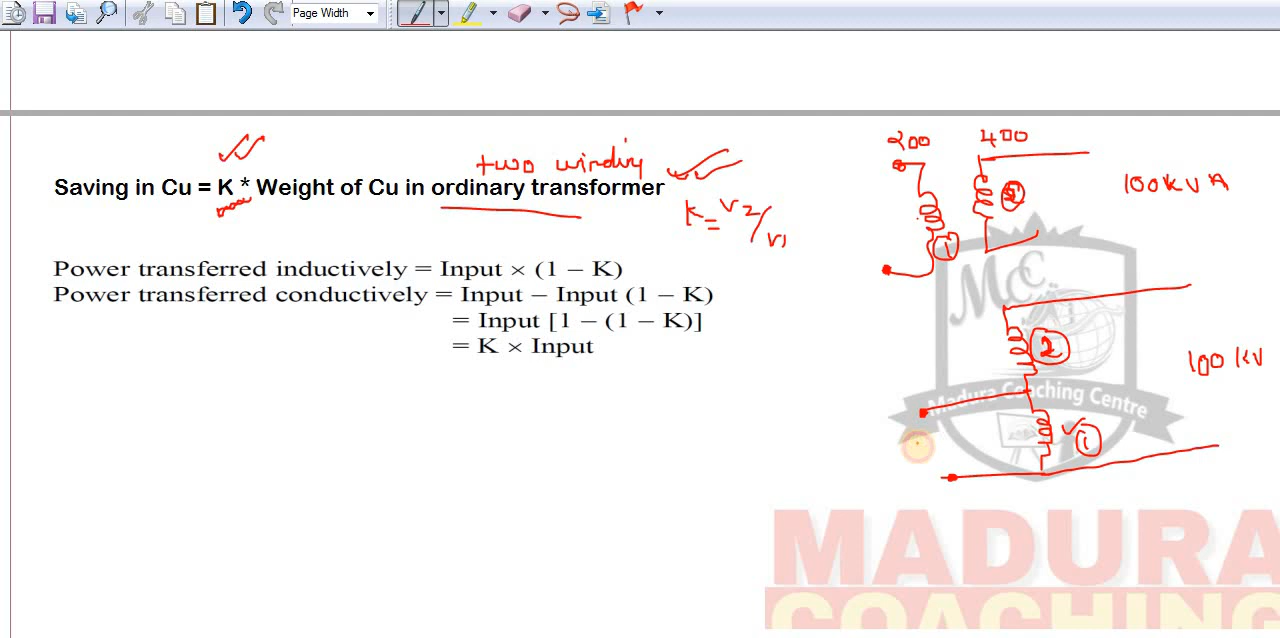 Page Width
200 400
two winding
Saving in Cu = K * Weight of Cu in ordinary transformer
100KVA
K = V2/V1
Power transferred inductively = Input × (1 − K)
Power transferred conductively = Input − Input (1 − K)
= Input [1 − (1 − K)]
= K × Input
1
2
MCC
2
100 KV
Madura Coaching Centre
1
MADURA
COACHING